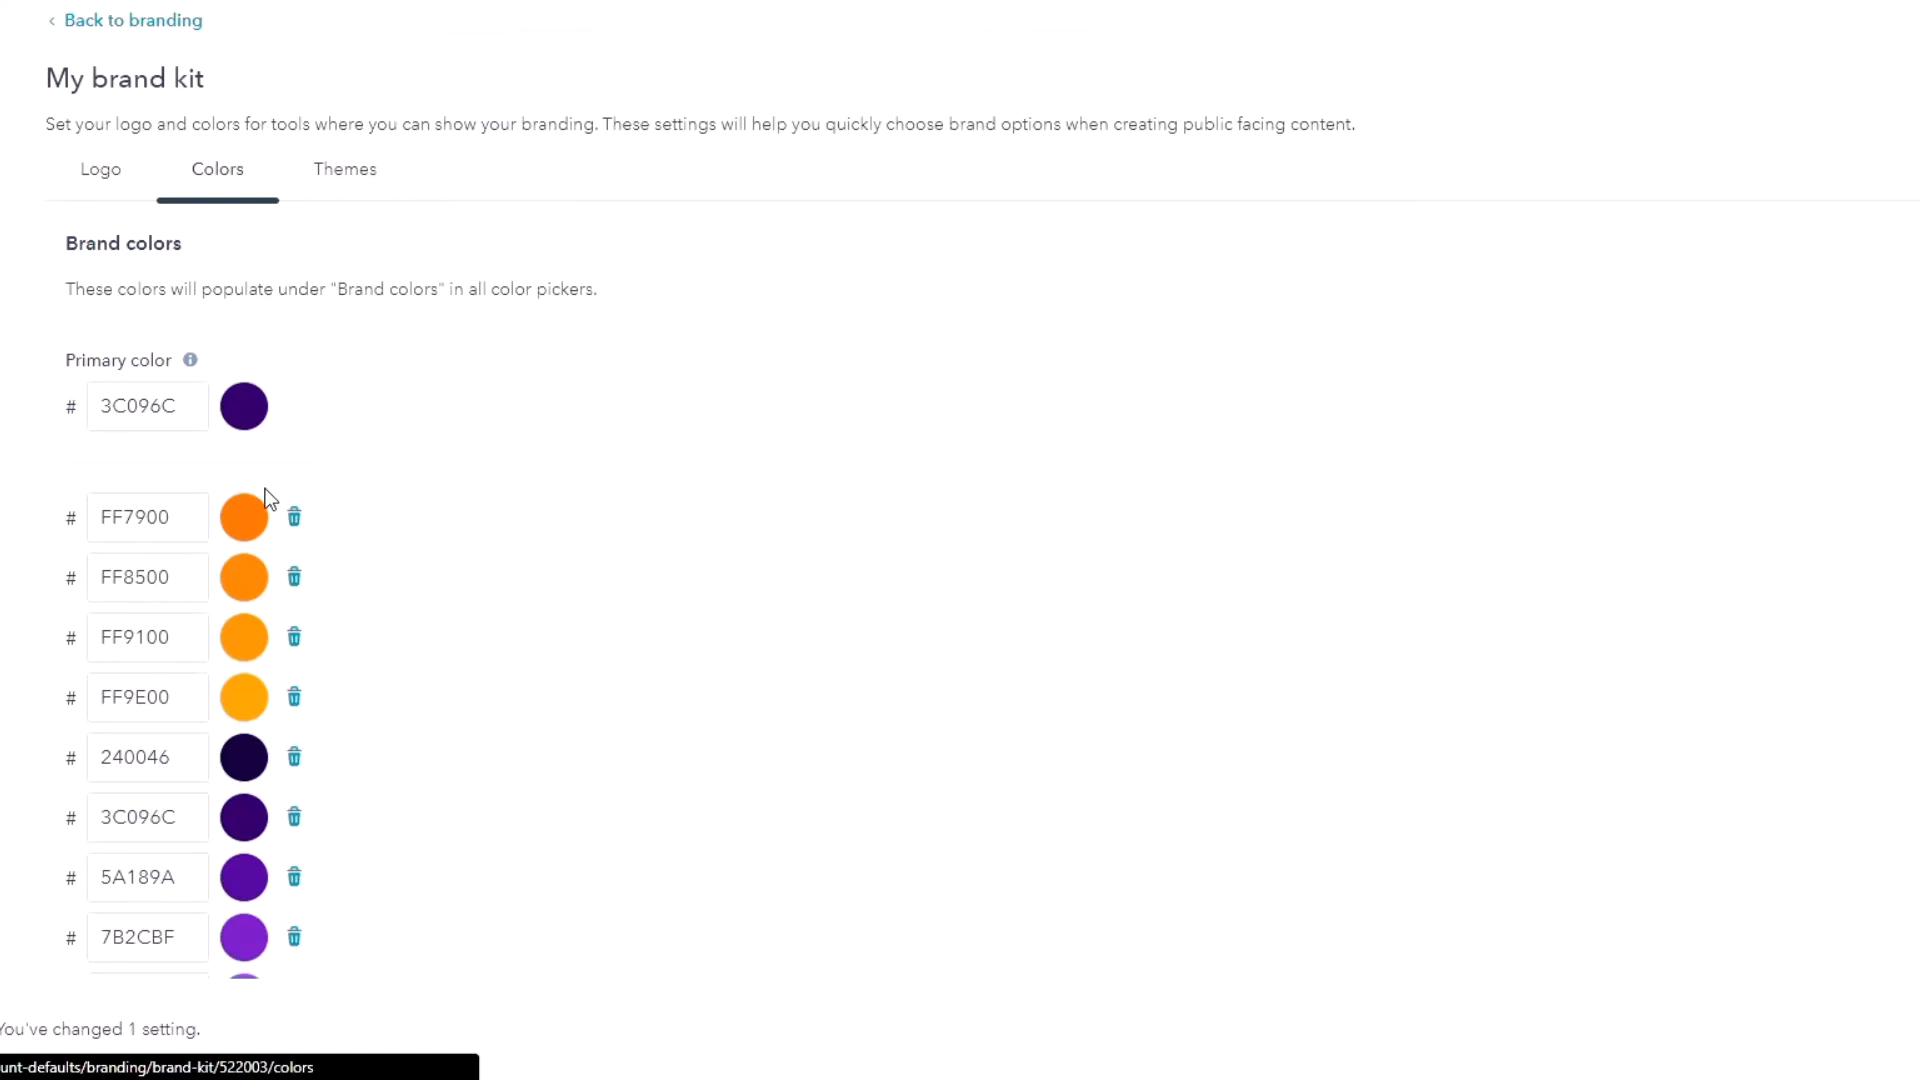 ‹ Back to branding
My brand kit
Set your logo and colors for tools where you can show your branding. These settings will help you quickly choose brand options when creating public facing content.
Logo Colors Themes
Brand colors
These colors will populate under "Brand colors" in all color pickers.
Primary color
# 3C096C
# FF7900
# FF8500
# FF9100
# FF9E00
# 240046
# 3C096C
# 5A189A
# 7B2CBF
You've changed 1 setting.
unt-defaults/branding/brand-kit/522003/colors